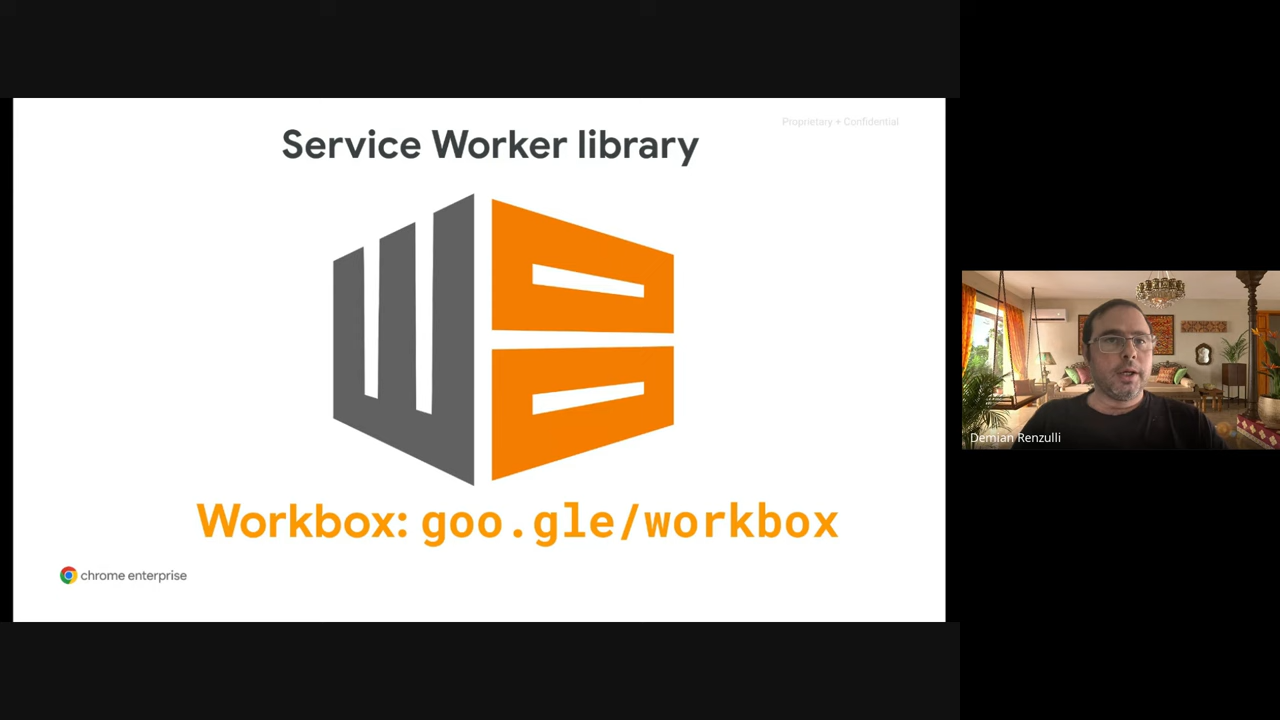 Proprietary + Confidential
Service Worker library
Workbox: goo.gle/workbox
chrome enterprise
Demian Renzulli